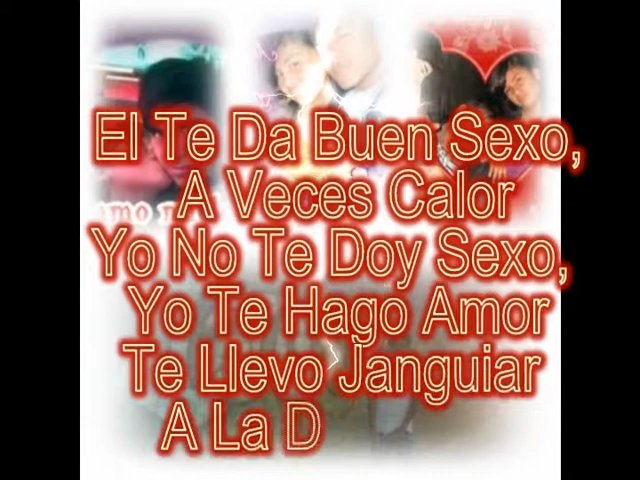 El Te Da Buen Sexo,
A Veces Calor
Yo No Te Doy Sexo,
Yo Te Hago Amor
Te Llevo Janguiar
A La D